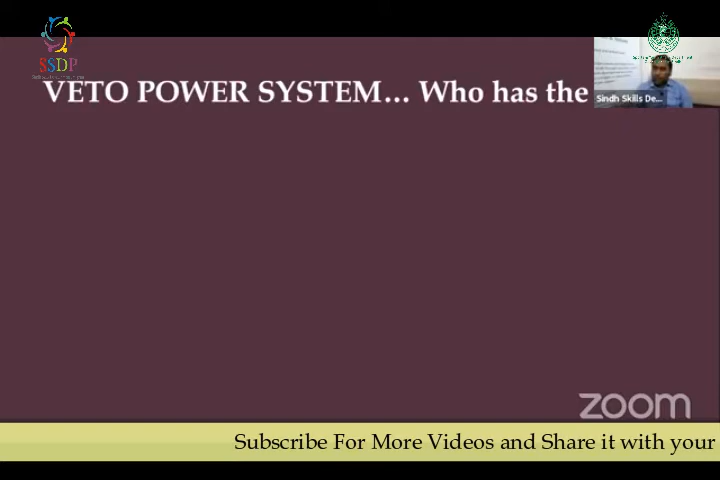 SSDP
VETO POWER SYSTEM... Who has the
Sindh Skills De...
zoom
Subscribe For More Videos and Share it with your